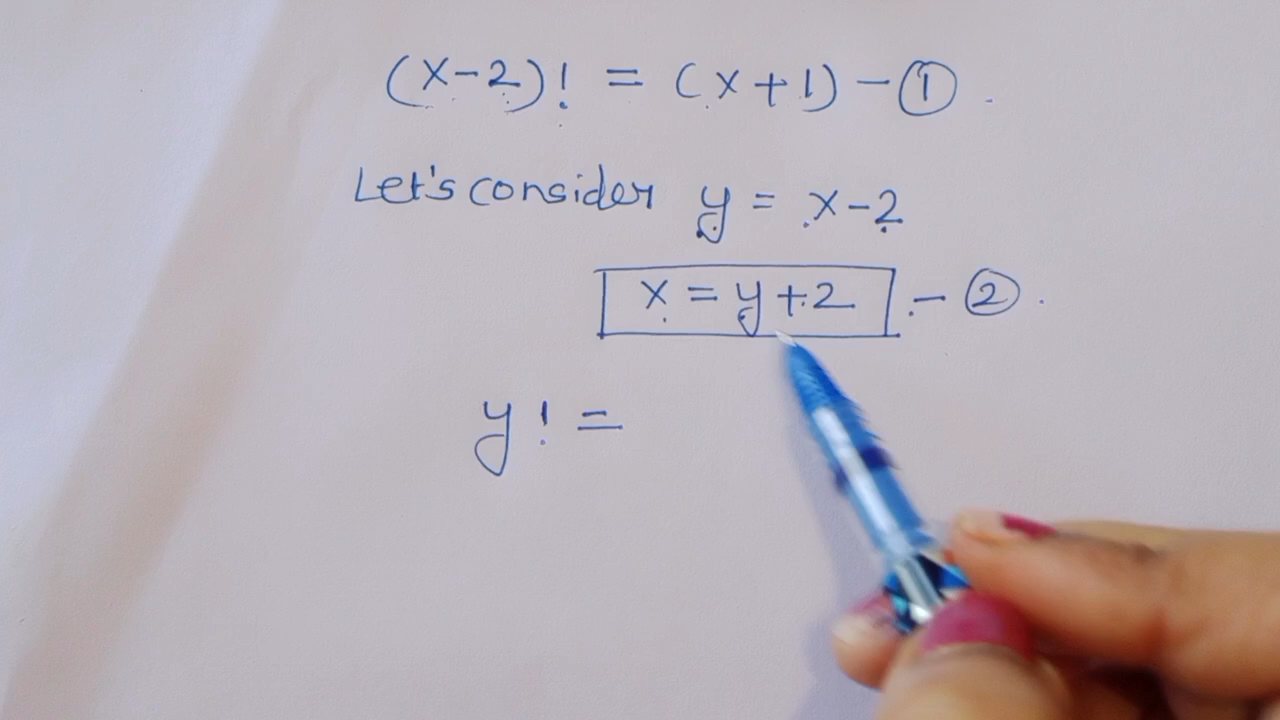 (x-2)! = (x+1) - ①
Let's consider y = x-2
x = y+2 - ②
y! =